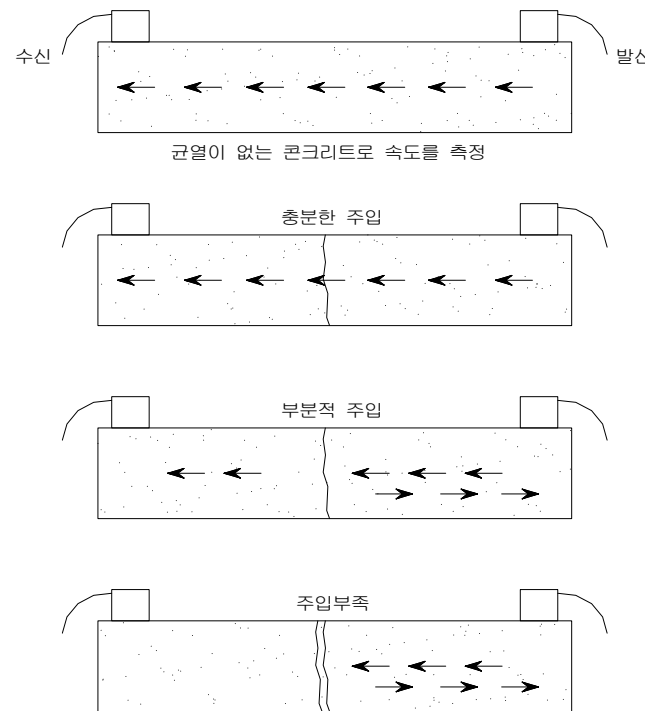 수신
발신
균열이 없는 콘크리트로 속도를 측정
충분한 주입
부분적 주입
주입부족